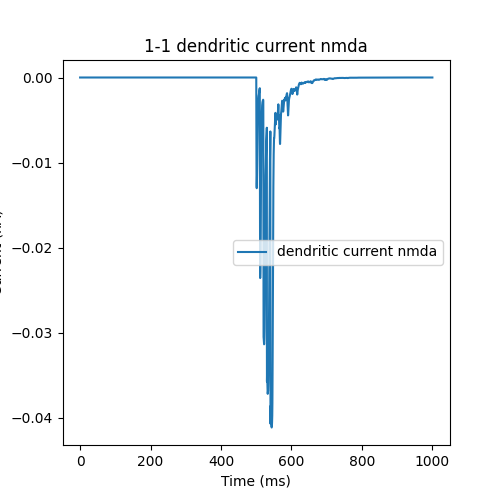 1-1 dendritic current nmda
0.00
−0.01
−0.02
−0.03
−0.04
dendritic current nmda
0 200 400 600 800 1000
Time (ms)